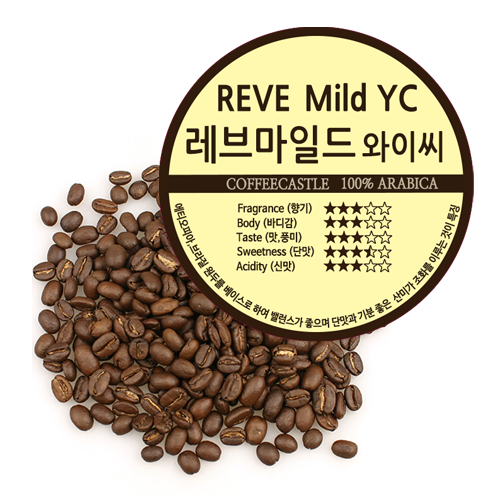 REVE Mild YC
레브마일드 와이씨
COFFEECASTLE 100% ARABICA
Fragrance (향기) ★★★☆☆
Body (바디감) ★★★☆☆
Taste (맛,풍미) ★★★☆☆
Sweetness (단맛) ★★★☆☆
Acidity (신맛) ★★★☆☆
에티오피아, 브라질 원두를 베이스로 하여 밸런스가 좋으며 단맛과 기분 좋은 산미가 조화를 이루는 것이 특징